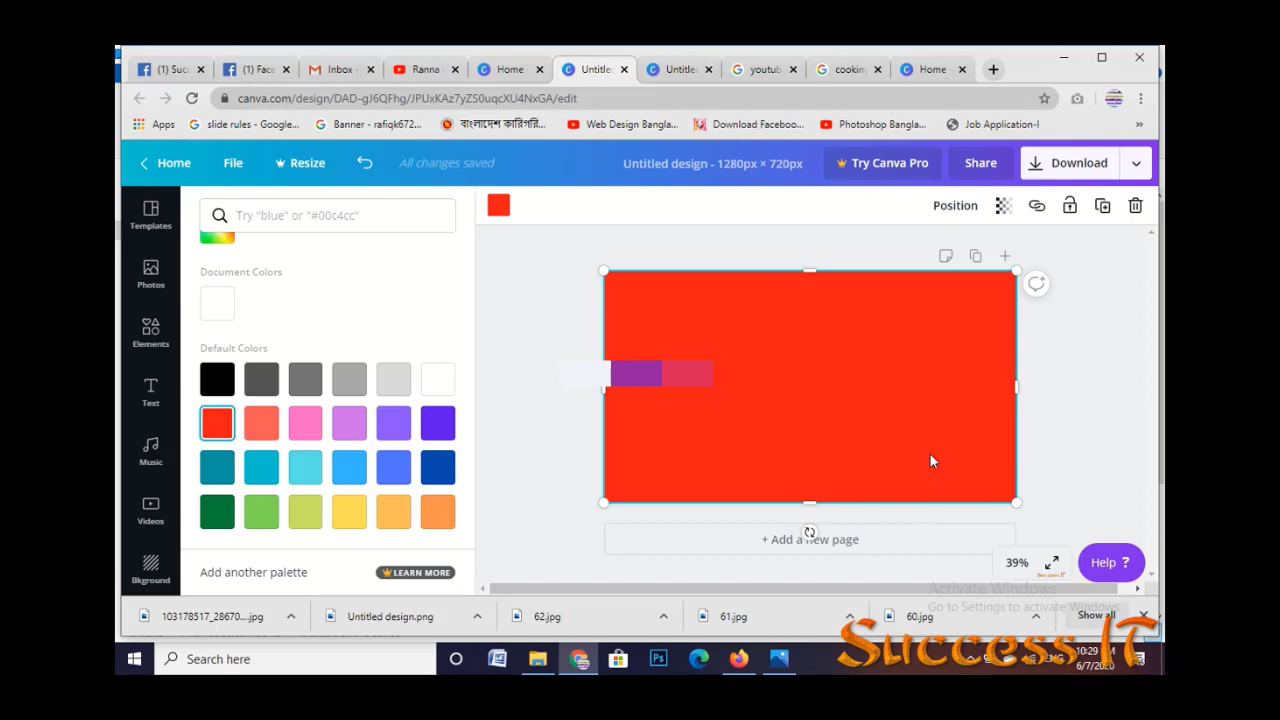 (1) Suc
(1) Face
Inbox -
Ranna
Home
Untitle
Untitle
youtub
cooking
Home
canva.com/design/DAD-gJ6QFhg/JPUxKAz7yZS0uqcXU4NxGA/edit
Apps
slide rules - Google...
Banner - rafiqk672...
বাংলাদেশ কারিগরি...
Web Design Bangla...
Download Faceboo...
Photoshop Bangla...
Job Application-I
»
Home
File
Resize
All changes saved
Untitled design - 1280px × 720px
Try Canva Pro
Share
Download
Templates
Photos
Elements
Text
Music
Videos
Bkground
Try "blue" or "#00c4cc"
Document Colors
Default Colors
Add another palette
LEARN MORE
Position
+ Add a new page
39%
Help ?
Success IT
Activate Windows
Go to Settings to activate Windows.
103178517_28670....jpg
Untitled design.png
62.jpg
61.jpg
60.jpg
Show all
Search here
Success IT
10:29
6/7/2020